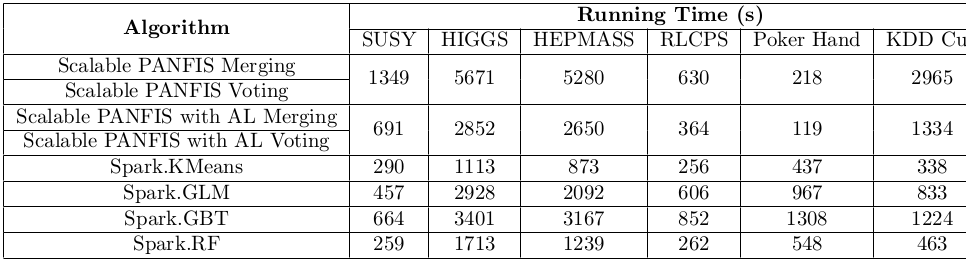 Algorithm Running Time (s)
SUSY HIGGS HEPMASS RLCPS Poker Hand KDD Cu
Scalable PANFIS Merging 1349 5671 5280 630 218 2965
Scalable PANFIS Voting
Scalable PANFIS with AL Merging 691 2852 2650 364 119 1334
Scalable PANFIS with AL Voting
Spark.KMeans 290 1113 873 256 437 338
Spark.GLM 457 2928 2092 606 967 833
Spark.GBT 664 3401 3167 852 1308 1224
Spark.RF 259 1713 1239 262 548 463